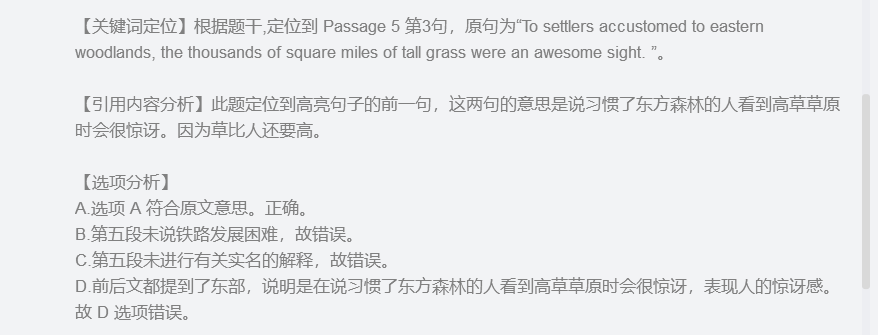 【关键词定位】根据题干,定位到 Passage 5 第3句，原句为“To settlers accustomed to eastern
woodlands, the thousands of square miles of tall grass were an awesome sight. ”。
【引用内容分析】此题定位到高亮句子的前一句，这两句的意思是说习惯了东方森林的人看到高草草原
时会很惊讶。因为草比人还要高。
【选项分析】
A.选项 A 符合原文意思。正确。
B.第五段未说铁路发展困难，故错误。
C.第五段未进行有关实名的解释，故错误。
D.前后文都提到了东部，说明是在说习惯了东方森林的人看到高草草原时会很惊讶，表现人的惊讶感。
故 D 选项错误。